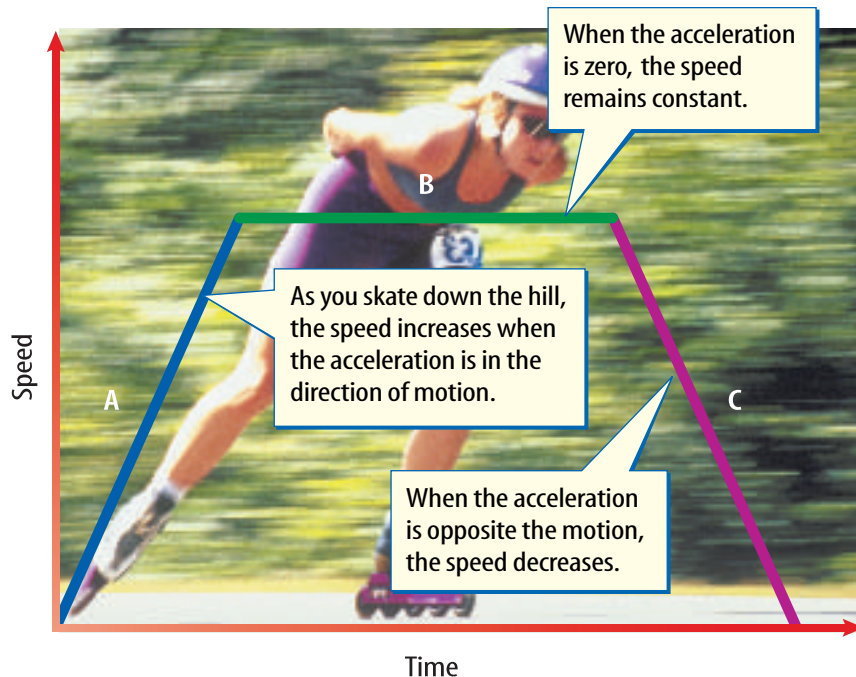 When the acceleration
is zero, the speed
remains constant.
B
As you skate down the hill,
the speed increases when
the acceleration is in the
direction of motion.
A
C
When the acceleration
is opposite the motion,
the speed decreases.
Speed
Time